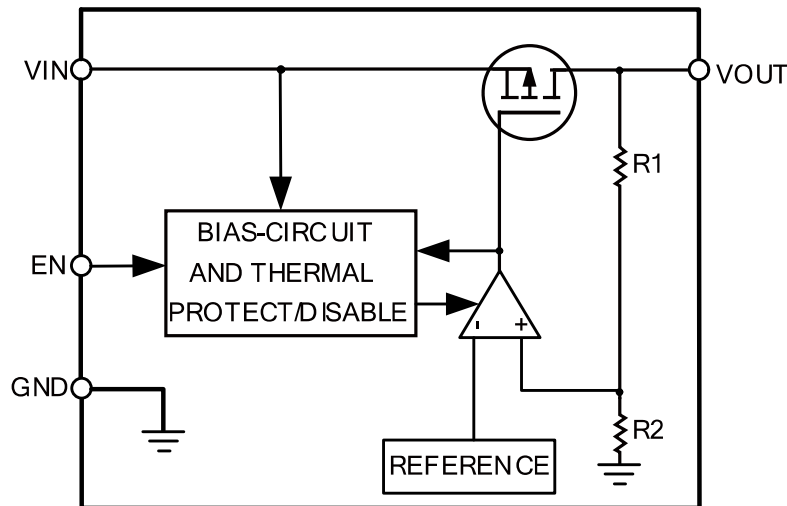 VIN
VOUT
R1
BIAS-CIRCUIT
AND THERMAL
PROTECT/DISABLE
EN
- +
GND
R2
REFERENCE